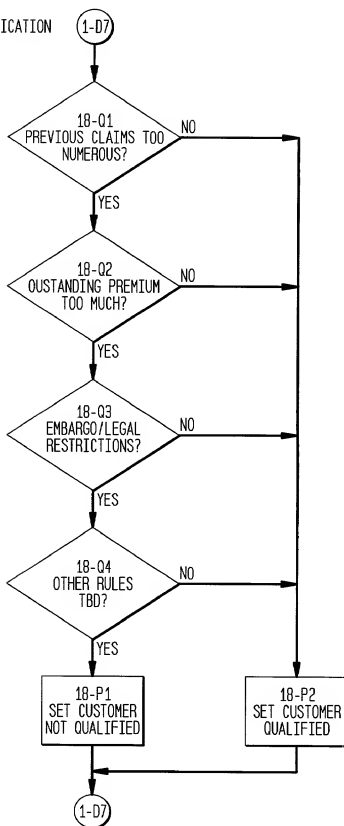 ICATION
1-D7
18-Q1
PREVIOUS CLAIMS TOO
NUMEROUS?
NO
YES
18-Q2
OUSTANDING PREMIUM
TOO MUCH?
NO
YES
18-Q3
EMBARGO/LEGAL
RESTRICTIONS?
NO
YES
18-Q4
OTHER RULES
TBD?
NO
YES
18-P1
SET CUSTOMER
NOT QUALIFIED
18-P2
SET CUSTOMER
QUALIFIED
1-D7